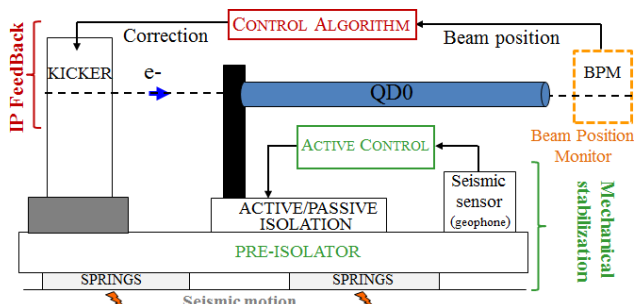 CONTROL ALGORITHM
Correction
Beam position
IP FeedBack
KICKER
e-
QD0
BPM
Beam Position
Monitor
ACTIVE CONTROL
Seismic
sensor
(geophone)
Mechanical
stabilization
ACTIVE/PASSIVE
ISOLATION
PRE-ISOLATOR
SPRINGS
SPRINGS
Seismic motion